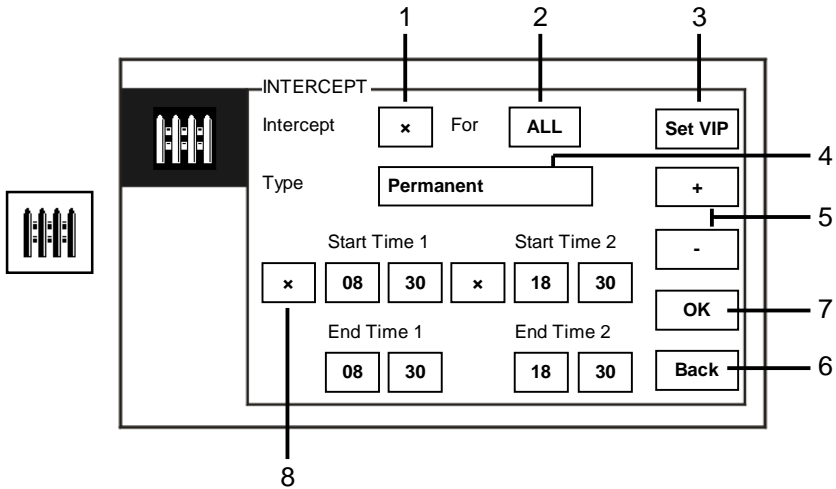 1 2 3
INTERCEPT
Intercept × For ALL Set VIP
4
Type Permanent +
5
Start Time 1 Start Time 2 -
× 08 30 × 18 30
OK 7
End Time 1 End Time 2
08 30 18 30 Back 6
8